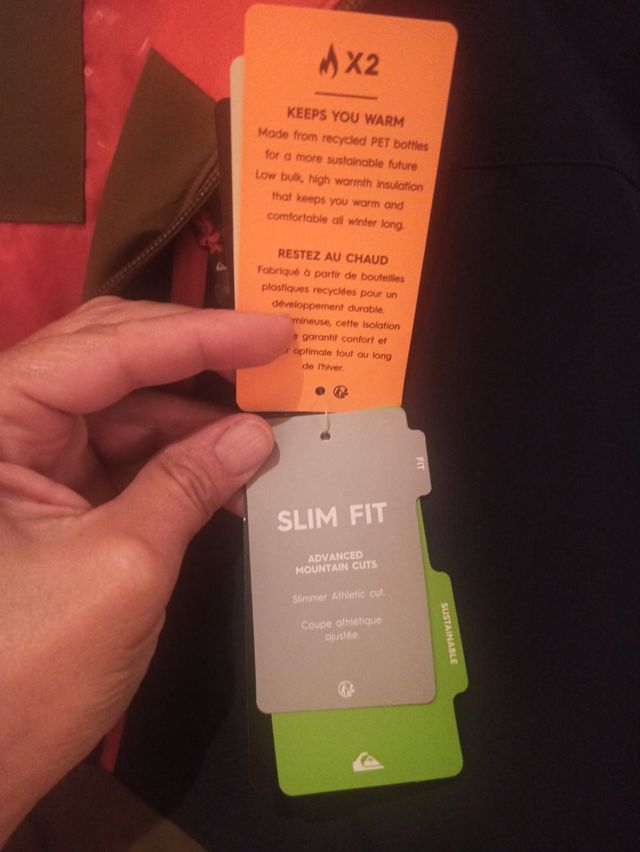 X2
KEEPS YOU WARM
Made from recycled PET bottles
for a more sustainable future
Low bulk, high warmth insulation
that keeps you warm and
comfortable all winter long.
RESTEZ AU CHAUD
Fabriqué à partir de bouteilles
plastiques recyclées pour un
développement durable.
cette isolation
garantit confort et
optimale tout au long
de l'hiver.
FIT
SLIM FIT
ADVANCED
MOUNTAIN CUTS
Slimmer Athletic cut.
Coupe athlétique
ajustée.
SUSTAINABLE